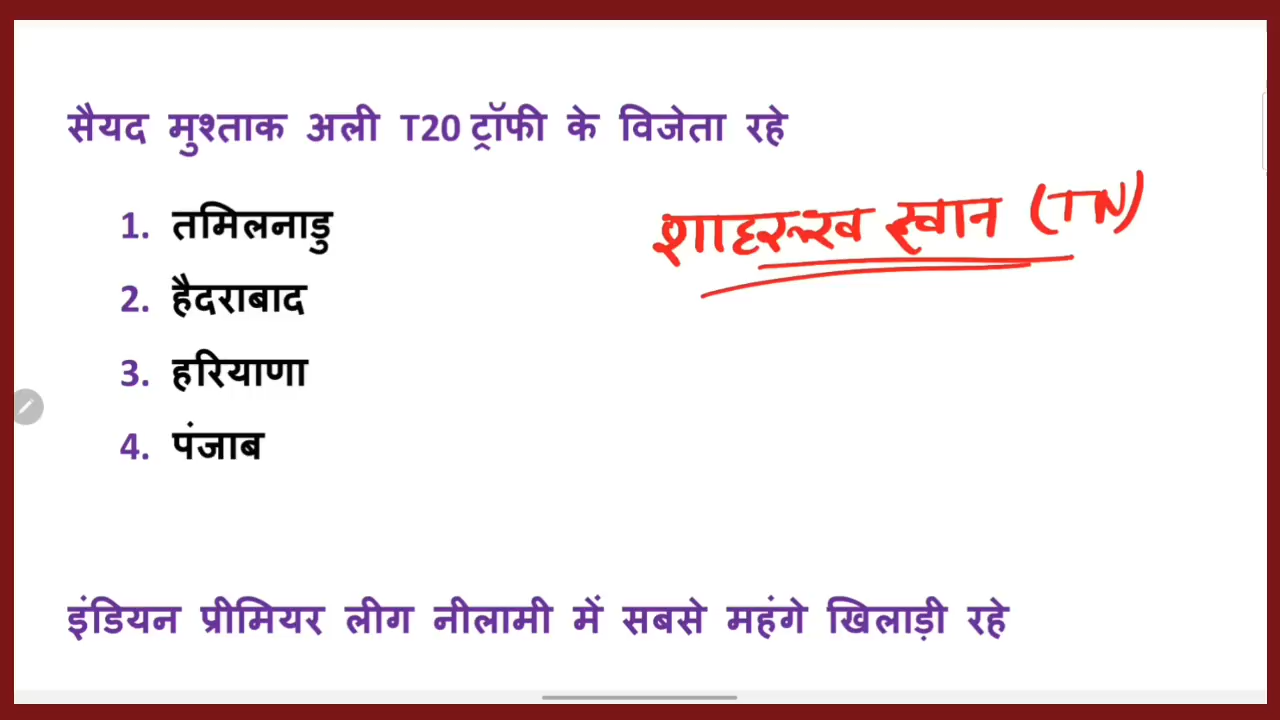 सैयद मुश्ताक अली T20 ट्रॉफी के विजेता रहे
1. तमिलनाडु
शाहरूख खान (TN)
2. हैदराबाद
3. हरियाणा
4. पंजाब
इंडियन प्रीमियर लीग नीलामी में सबसे महंगे खिलाड़ी रहे